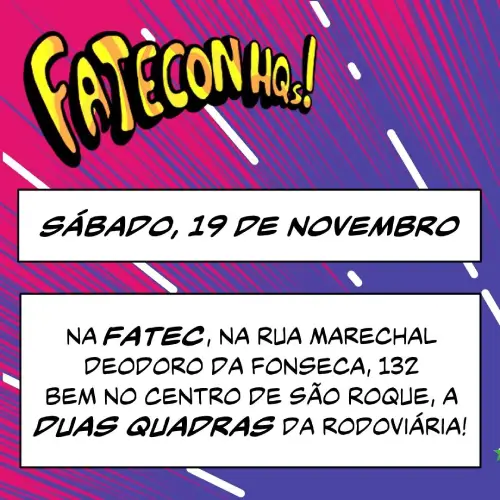 FATECON HQs!
SÁBADO, 19 DE NOVEMBRO
NA FATEC, NA RUA MARECHAL
DEODORO DA FONSECA, 132
BEM NO CENTRO DE SÃO ROQUE, A
DUAS QUADRAS DA RODOVIÁRIA!